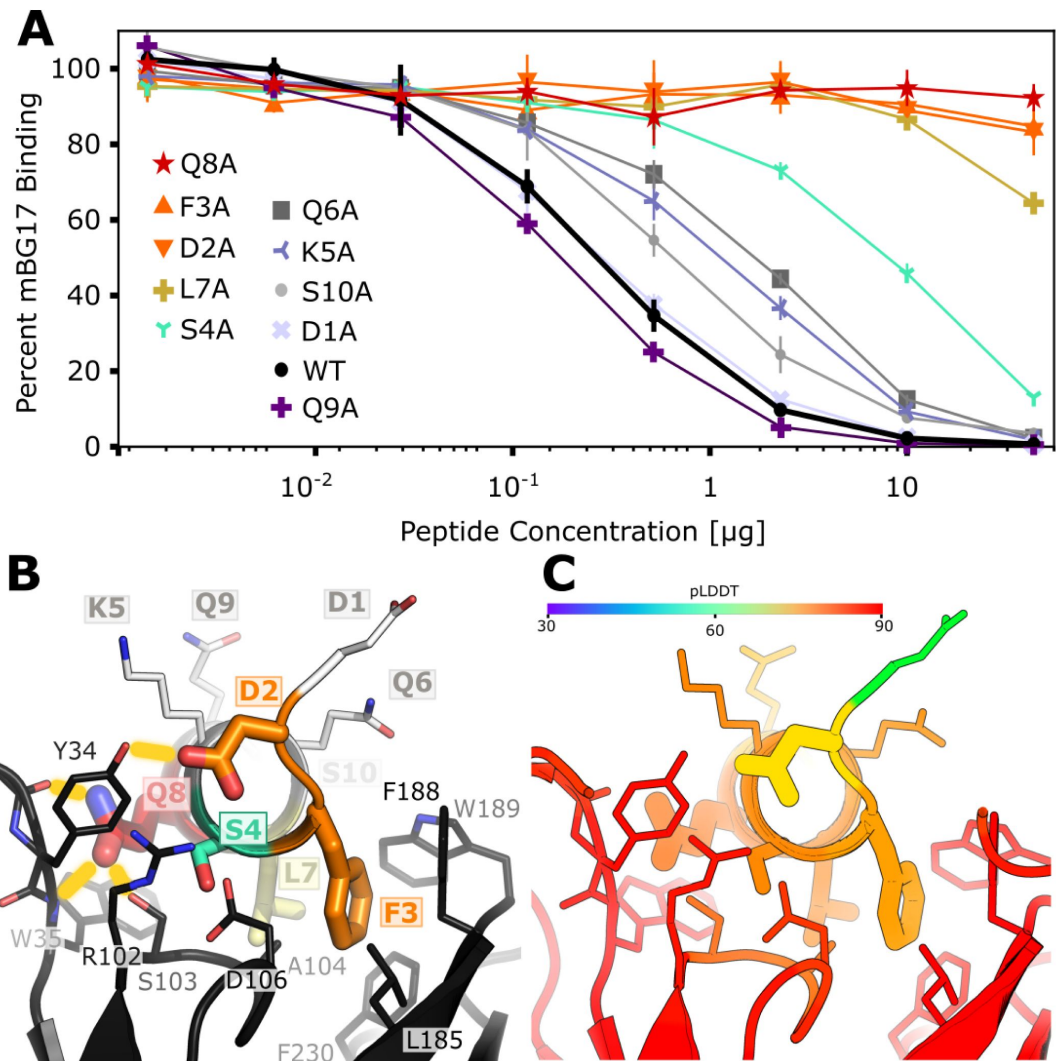 A
Percent mBG17 Binding
100
80
60
40
20
0
Q8A
F3A
D2A
L7A
S4A
Q6A
K5A
S10A
D1A
WT
Q9A
10-2
10-1
1
10
Peptide Concentration [µg]
B
K5
Q9
D1
D2
Q6
Y34
Q8
S10
S4
F188
W189
L7
F3
W35
R102
S103
D106
A104
L185
F230
C
pLDDT
30
60
90